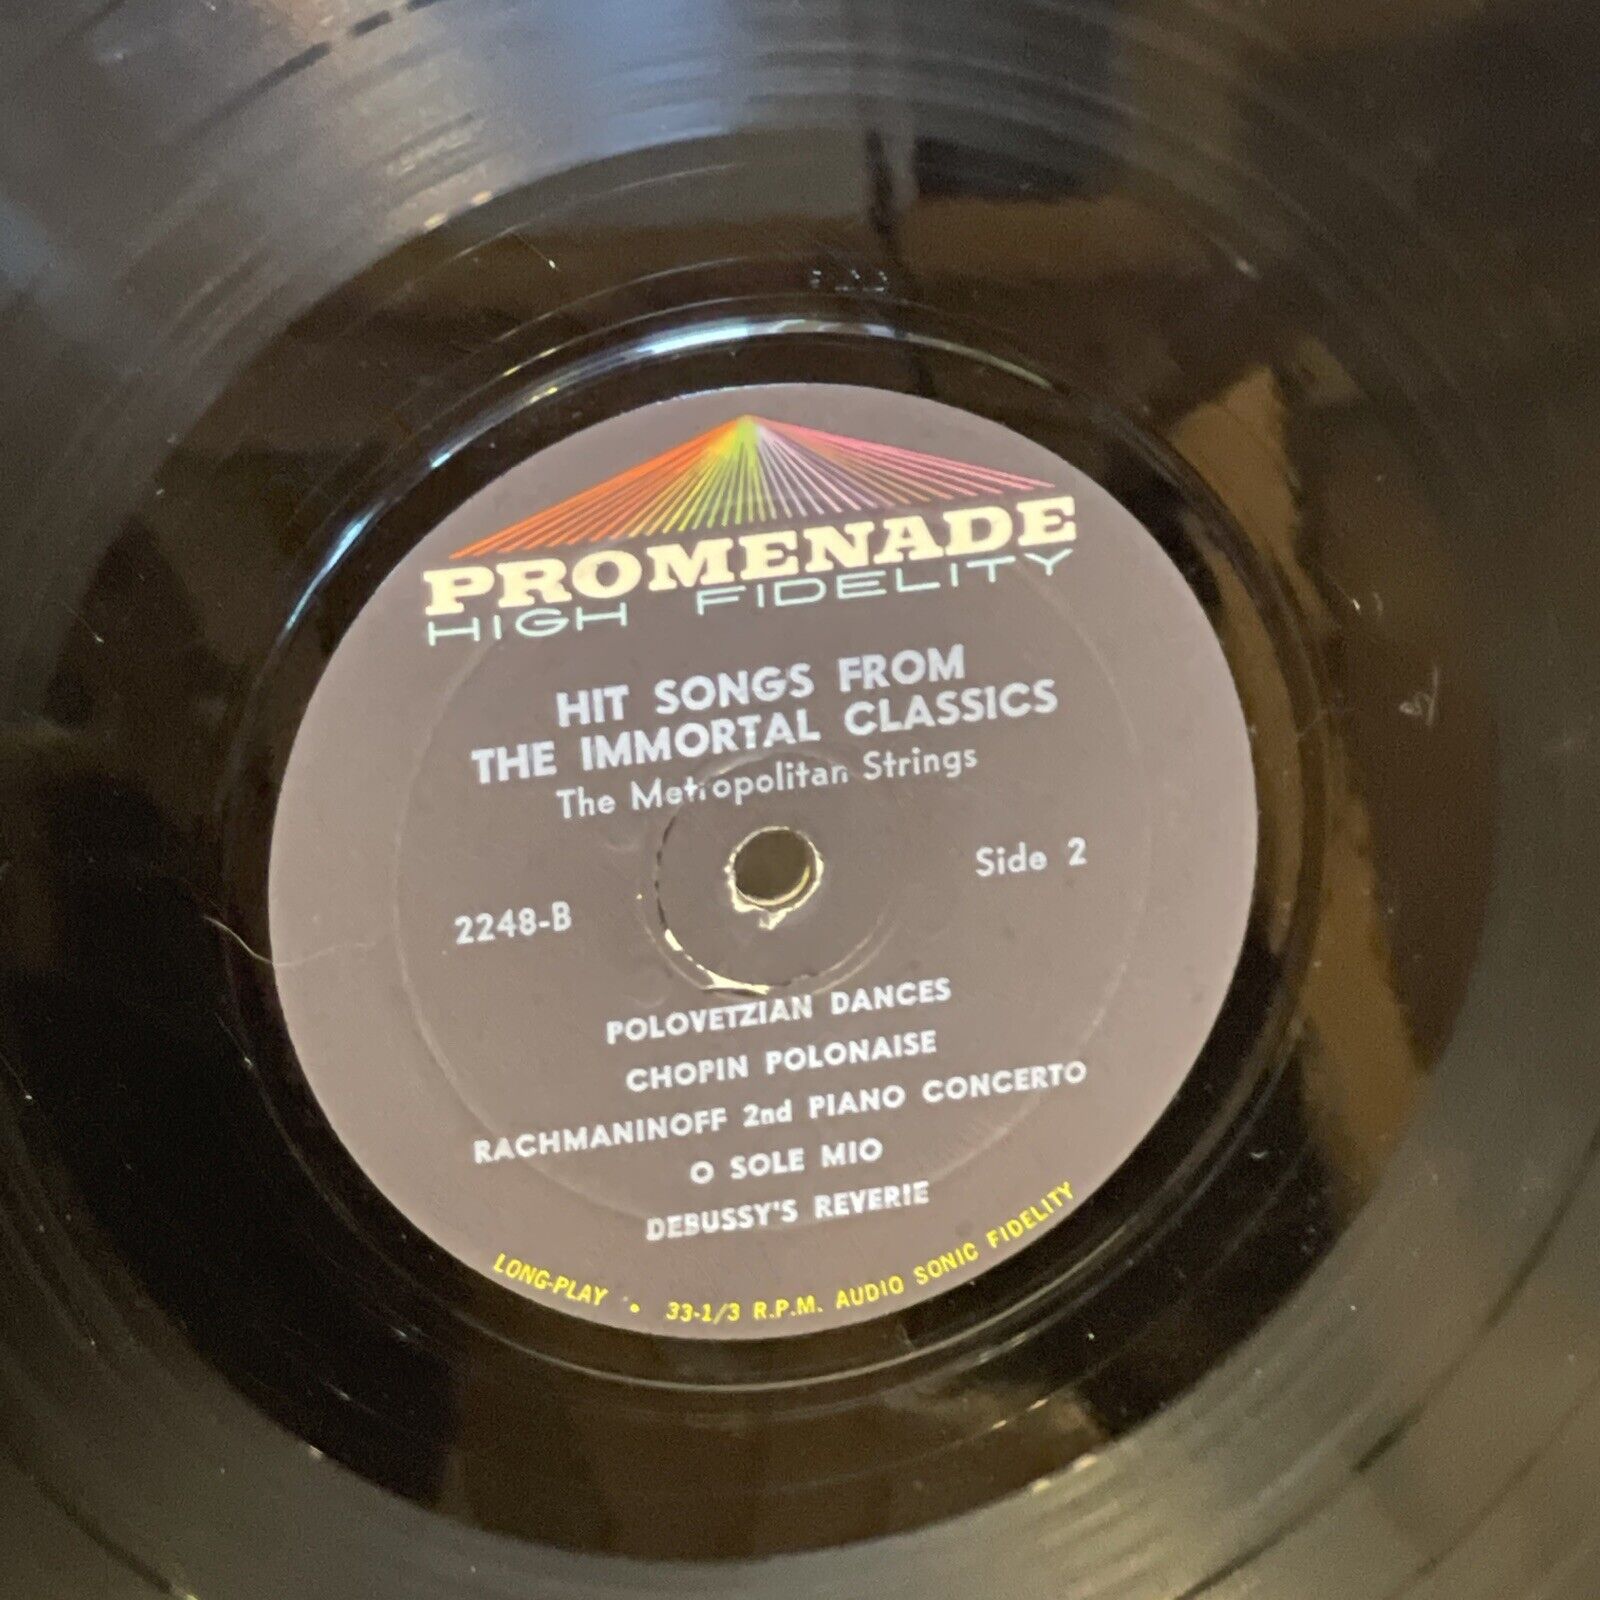 PROMENADE
HIGH FIDELITY
HIT SONGS FROM
THE IMMORTAL CLASSICS
The Metropolitan Strings
Side 2
2248-B
POLOVETZIAN DANCES
CHOPIN POLONAISE
RACHMANINOFF 2nd PIANO CONCERTO
O SOLE MIO
DEBUSSY'S REVERIE
LONG-PLAY • 33-1/3 R.P.M. AUDIO SONIC FIDELITY